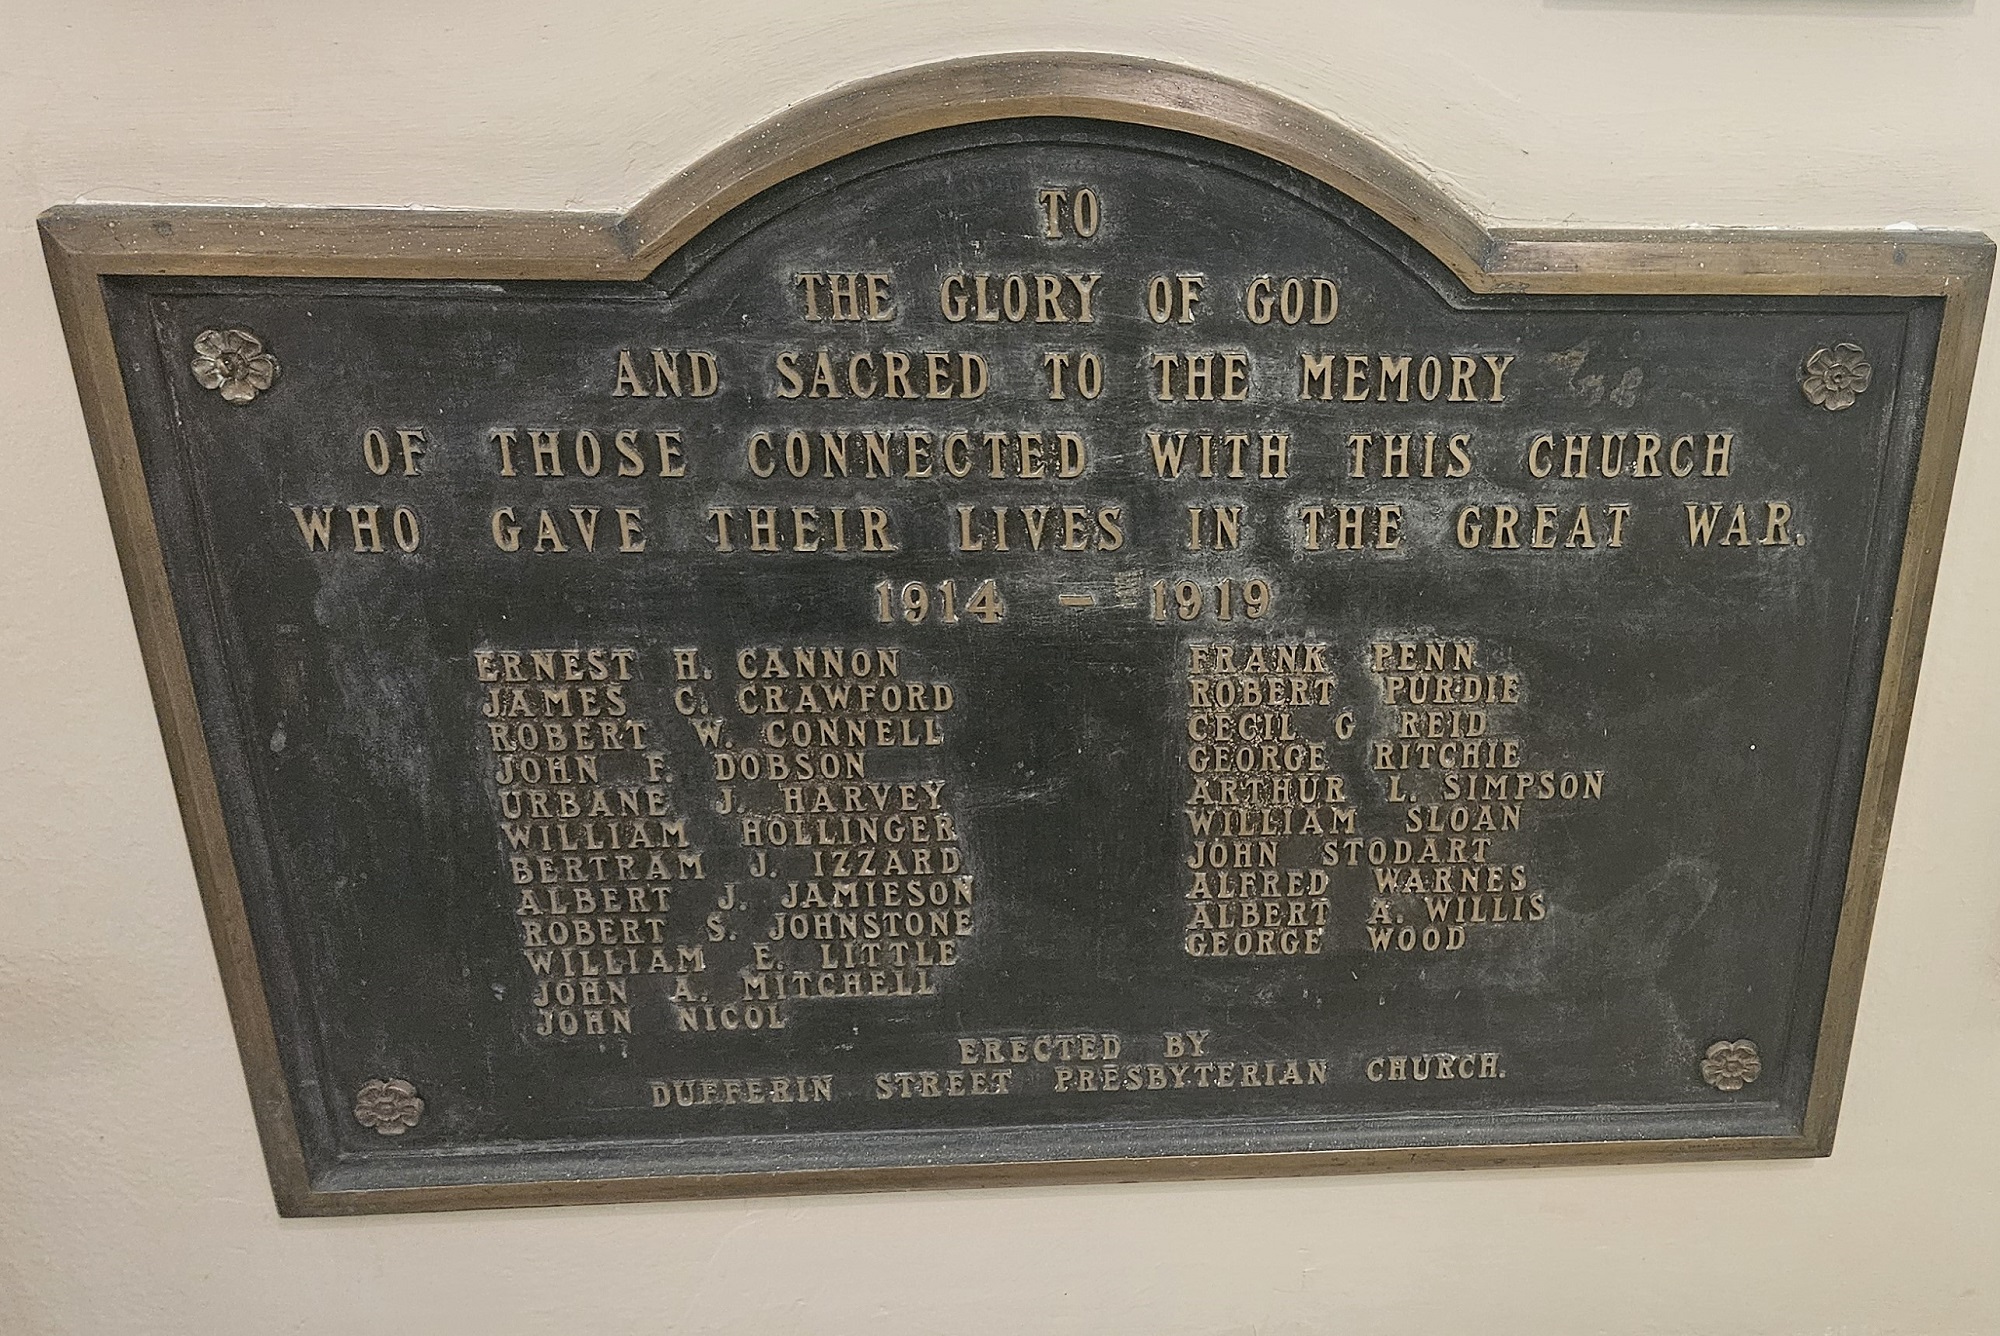 TO
THE GLORY OF GOD
AND SACRED TO THE MEMORY
OF THOSE CONNECTED WITH THIS CHURCH
WHO GAVE THEIR LIVES IN THE GREAT WAR.
1914 - 1919
ERNEST H. CANNON
JAMES C. CRAWFORD
ROBERT W. CONNELL
JOHN F. DOBSON
URBANE J. HARVEY
WILLIAM HOLLINGER
BERTRAM J. IZZARD
ALBERT J. JAMIESON
ROBERT S. JOHNSTONE
WILLIAM E. LITTLE
JOHN A. MITCHELL
JOHN NICOL
FRANK PENN
ROBERT PURDIE
CECIL G REID
GEORGE RITCHIE
ARTHUR L. SIMPSON
WILLIAM SLOAN
JOHN STODART
ALFRED WARNES
ALBERT A. WILLIS
GEORGE WOOD
ERECTED BY
DUFFERIN STREET PRESBYTERIAN CHURCH.